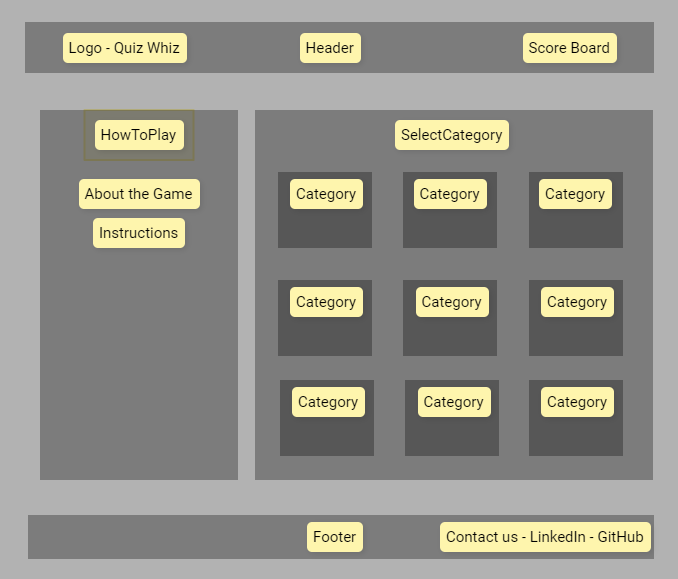 Logo - Quiz Whiz
Header
Score Board
HowToPlay
About the Game
Instructions
SelectCategory
Category
Category
Category
Category
Category
Category
Category
Category
Category
Footer
Contact us - LinkedIn - GitHub